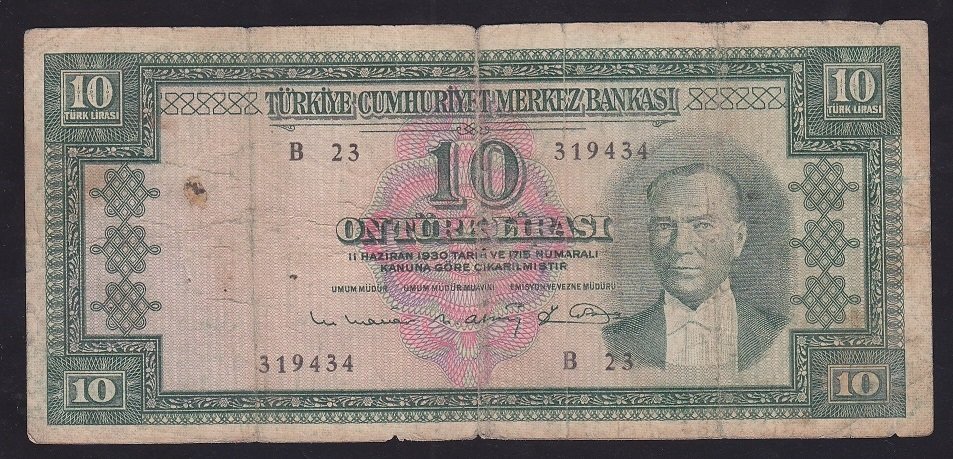 10 TÜRK LİRASI
10 TÜRK LİRASI
TÜRKİYE CUMHURİYET MERKEZ BANKASI
B 23 319434
10
ON TÜRK LİRASI
11 HAZİRAN 1930 TARİH VE 1715 NUMARALI
KANUNA GÖRE ÇIKARILMIŞTIR
UMUM MÜDÜR UMUM MÜDÜR MUAVİNİ EMİSYON VE VEZNE MÜDÜRÜ
319434 B 23
10 10